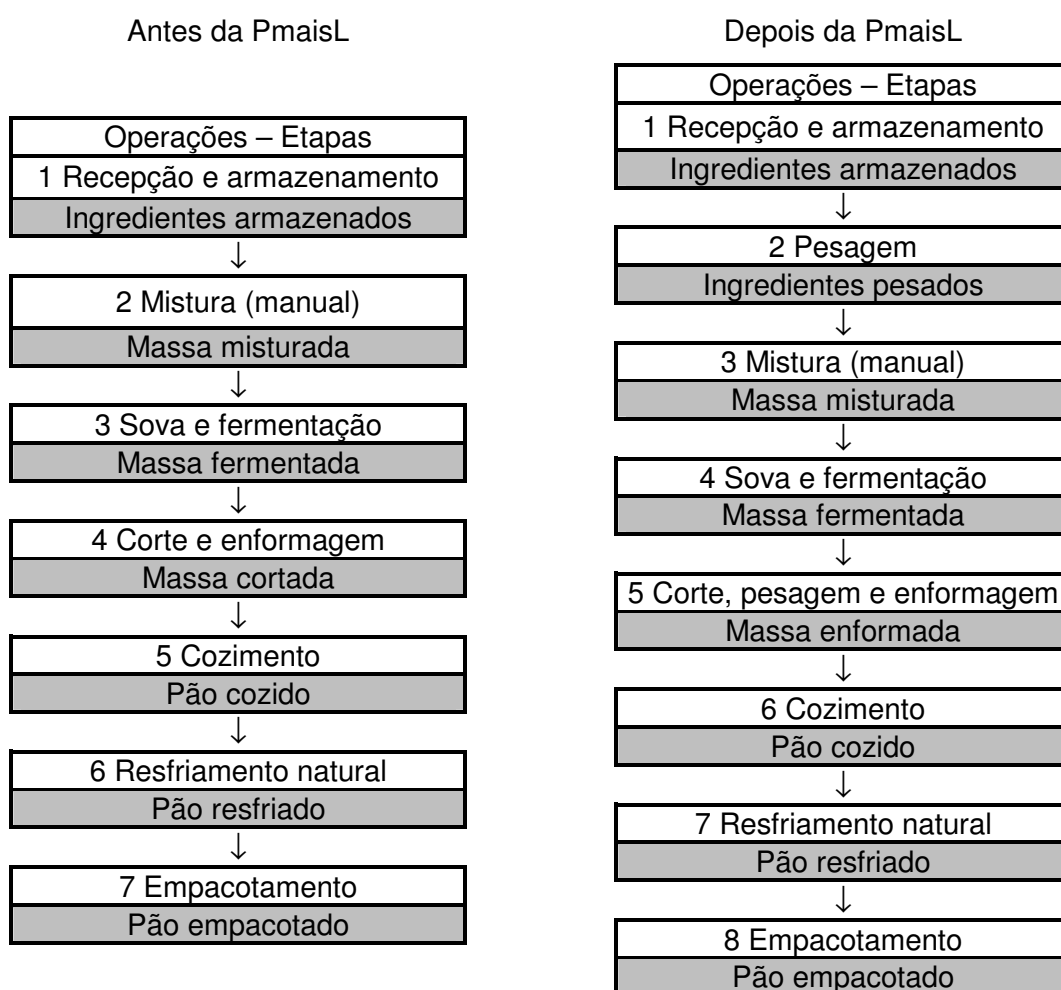 Antes da PmaisL
Operações – Etapas
1 Recepção e armazenamento
Ingredientes armazenados
↓
2 Mistura (manual)
Massa misturada
↓
3 Sova e fermentação
Massa fermentada
↓
4 Corte e enformagem
Massa cortada
↓
5 Cozimento
Pão cozido
↓
6 Resfriamento natural
Pão resfriado
↓
7 Empacotamento
Pão empacotado
Depois da PmaisL
Operações – Etapas
1 Recepção e armazenamento
Ingredientes armazenados
↓
2 Pesagem
Ingredientes pesados
↓
3 Mistura (manual)
Massa misturada
↓
4 Sova e fermentação
Massa fermentada
↓
5 Corte, pesagem e enformagem
Massa enformada
↓
6 Cozimento
Pão cozido
↓
7 Resfriamento natural
Pão resfriado
↓
8 Empacotamento
Pão empacotado